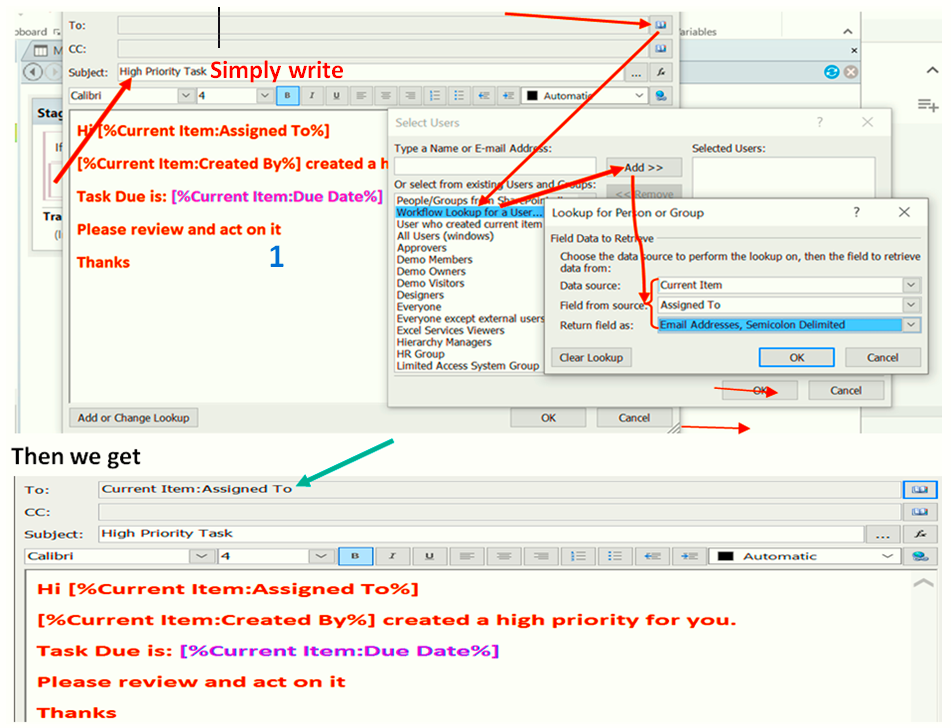 pboard
ariables
M
To:
CC:
Subject:
High Priority Task
Simply write
...
fx
Calibri
4
B
I
U
Automatic
Stag
If
Tra
(I
Hi [%Current Item:Assigned To%]
[%Current Item:Created By%] created a h
Task Due is: [%Current Item:Due Date%]
Please review and act on it
Thanks
1
Select Users
?
Type a Name or E-mail Address:
Selected Users:
Add >>
Or select from existing Users and Groups:
<< Remove
People/Groups from SharePoint
Workflow Lookup for a User...
User who created current item
All Users (windows)
Approvers
Demo Members
Demo Owners
Demo Visitors
Designers
Everyone
Everyone except external users
Excel Services Viewers
Hierarchy Managers
HR Group
Limited Access System Group
Lookup for Person or Group
?
Field Data to Retrieve
Choose the data source to perform the lookup on, then the field to retrieve
data from:
Data source:
Current Item
Field from source:
Assigned To
Return field as:
Email Addresses, Semicolon Delimited
Clear Lookup
OK
Cancel
OK
Cancel
Add or Change Lookup
OK
Cancel
Then we get
To:
Current Item:Assigned To
CC:
Subject:
High Priority Task
...
fx
Calibri
4
B
I
U
Automatic
Hi [%Current Item:Assigned To%]
[%Current Item:Created By%] created a high priority for you.
Task Due is: [%Current Item:Due Date%]
Please review and act on it
Thanks